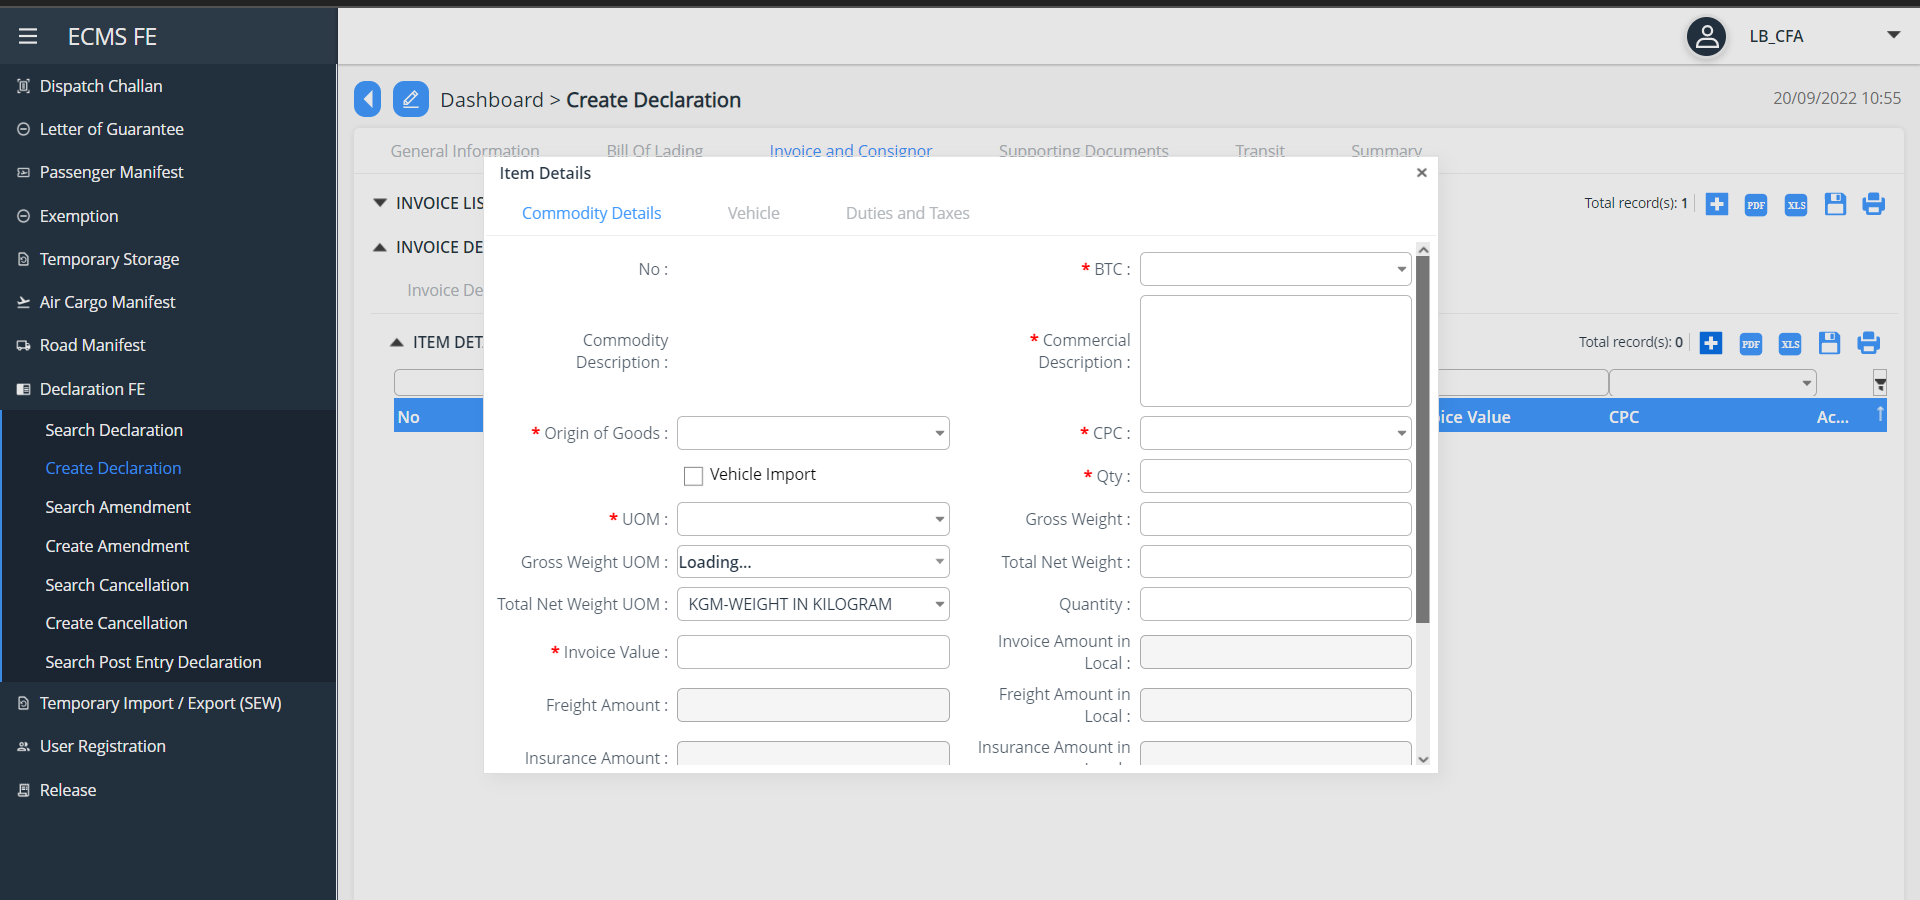 ECMS FE
LB_CFA
Dispatch Challan
Letter of Guarantee
Passenger Manifest
Exemption
Temporary Storage
Air Cargo Manifest
Road Manifest
Declaration FE
Search Declaration
Create Declaration
Search Amendment
Create Amendment
Search Cancellation
Create Cancellation
Search Post Entry Declaration
Temporary Import / Export (SEW)
User Registration
Release
Dashboard > Create Declaration
20/09/2022 10:55
General Information Bill Of Lading Invoice and Consignor Supporting Documents Transit Summary
INVOICE LIS
Total record(s): 1
PDF XLS
INVOICE DE
Invoice De
ITEM DET
Total record(s): 0
PDF XLS
No
ice Value CPC Ac...
Item Details
×
Commodity Details Vehicle Duties and Taxes
No :
* BTC :
Commodity
Description :
* Commercial
Description :
* Origin of Goods :
* CPC :
Vehicle Import
* Qty :
* UOM :
Gross Weight :
Gross Weight UOM : Loading...
Total Net Weight :
Total Net Weight UOM : KGM-WEIGHT IN KILOGRAM
Quantity :
* Invoice Value :
Invoice Amount in
Local :
Freight Amount :
Freight Amount in
Local :
Insurance Amount :
Insurance Amount in